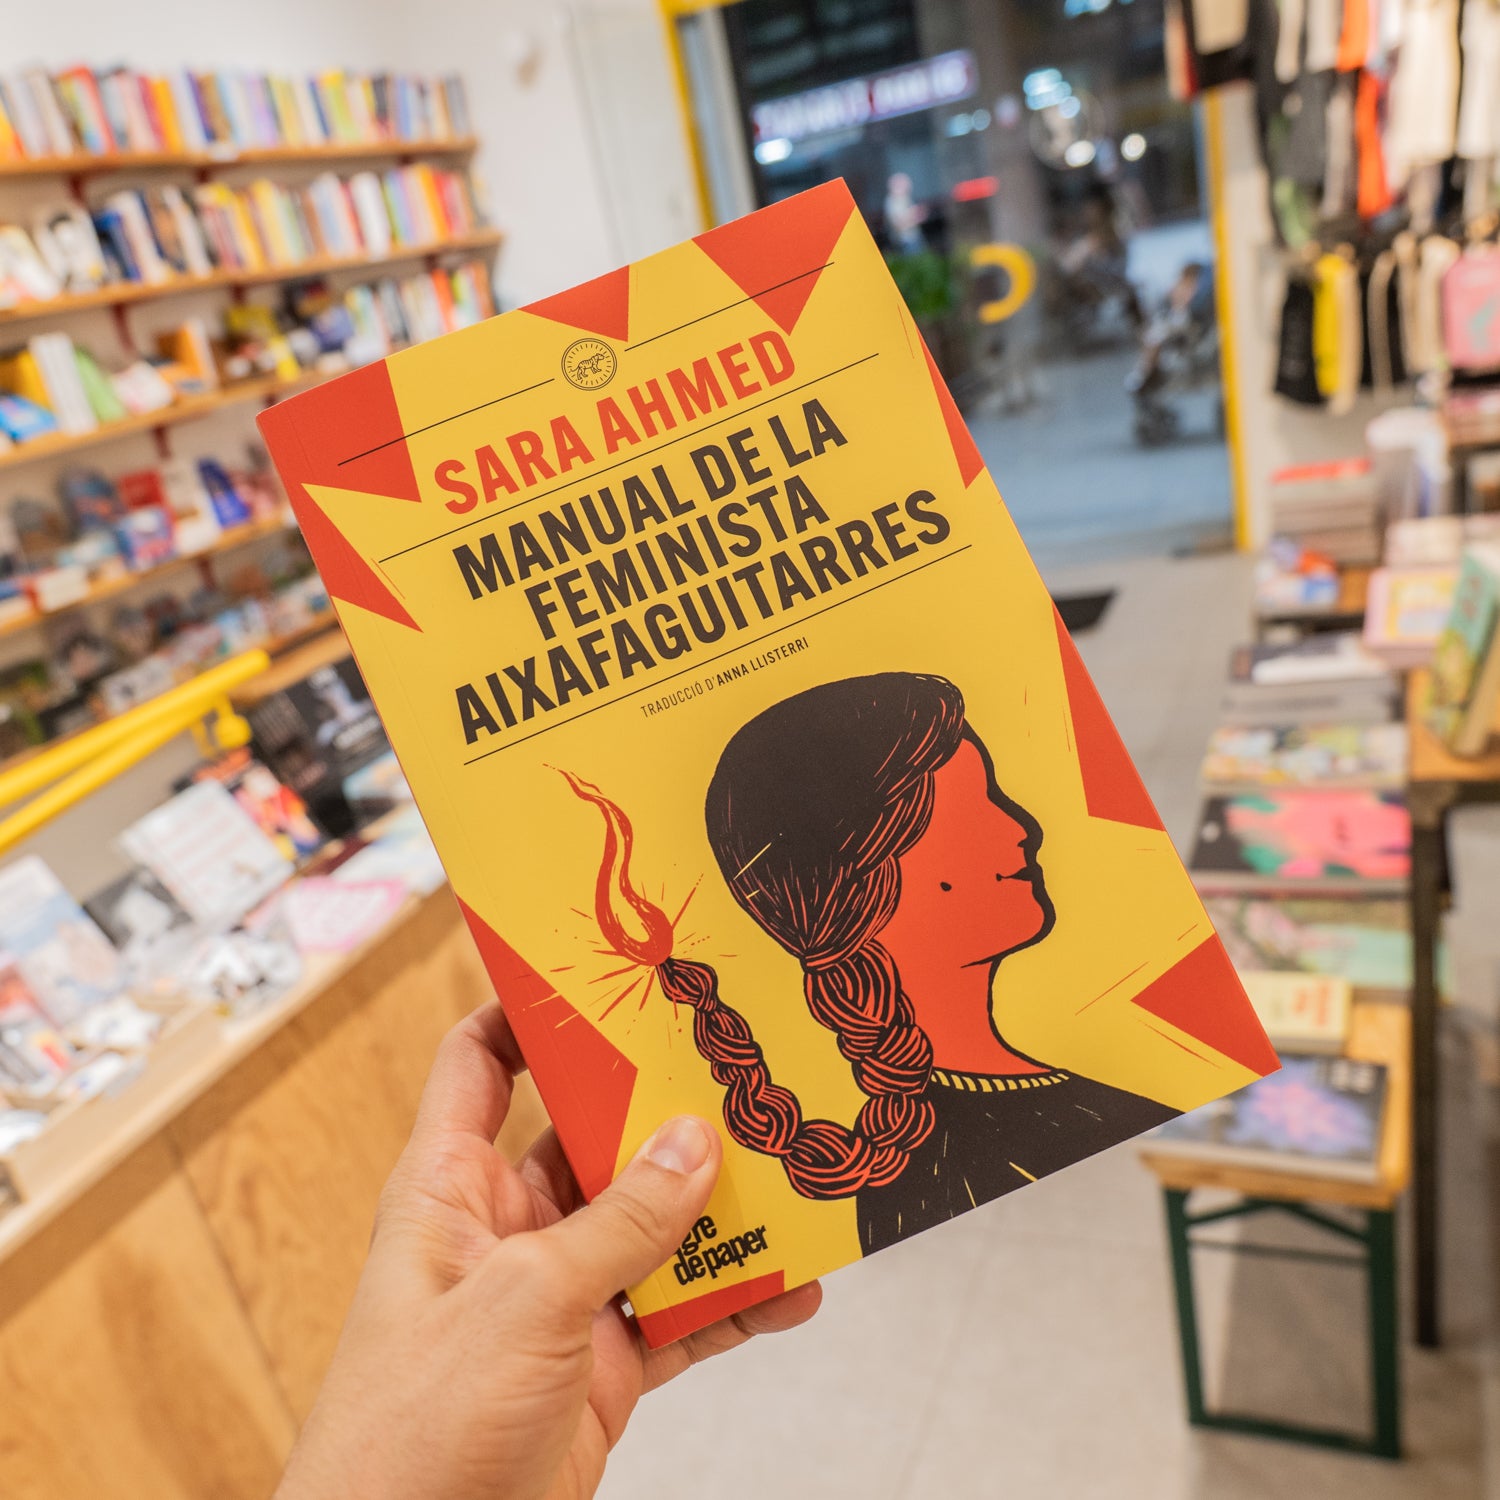 SARA AHMED
MANUAL DE LA
FEMINISTA
AIXAFAGUITARRES
TRADUCCIÓ D'ANNA LLISTERRI
de paper